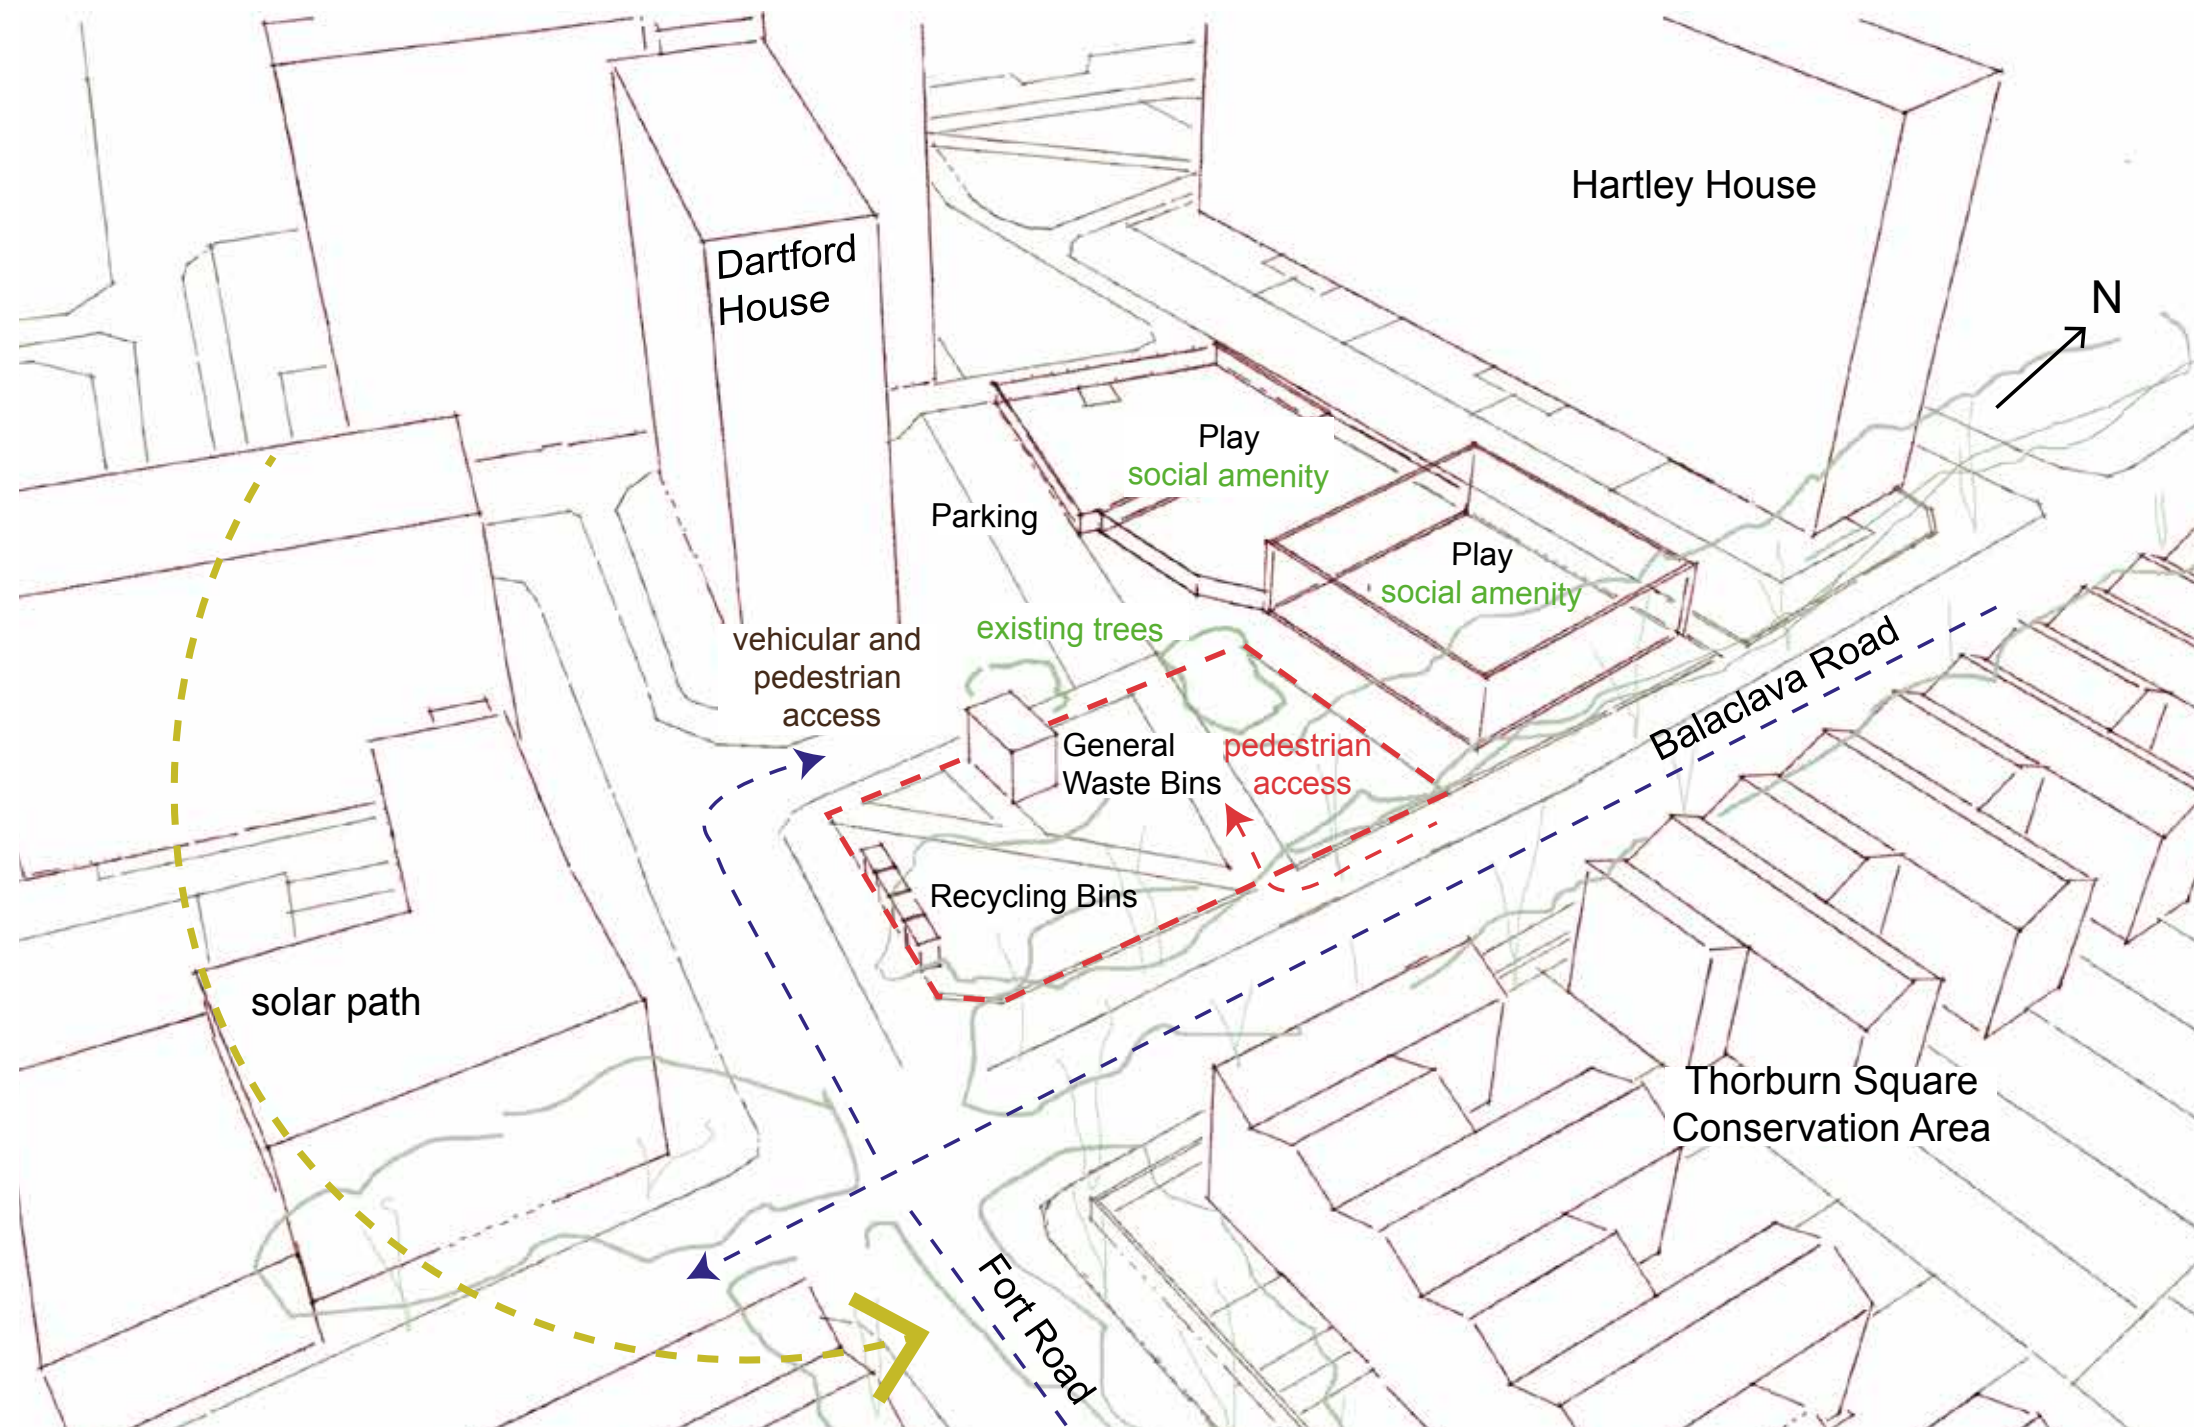 Hartley House
Dartford
House
N
Play
social amenity
Parking
Play
social amenity
vehicular and
pedestrian
access
existing trees
Balaclava Road
General
Waste Bins
pedestrian
access
Recycling Bins
solar path
Thorburn Square
Conservation Area
Fort Road